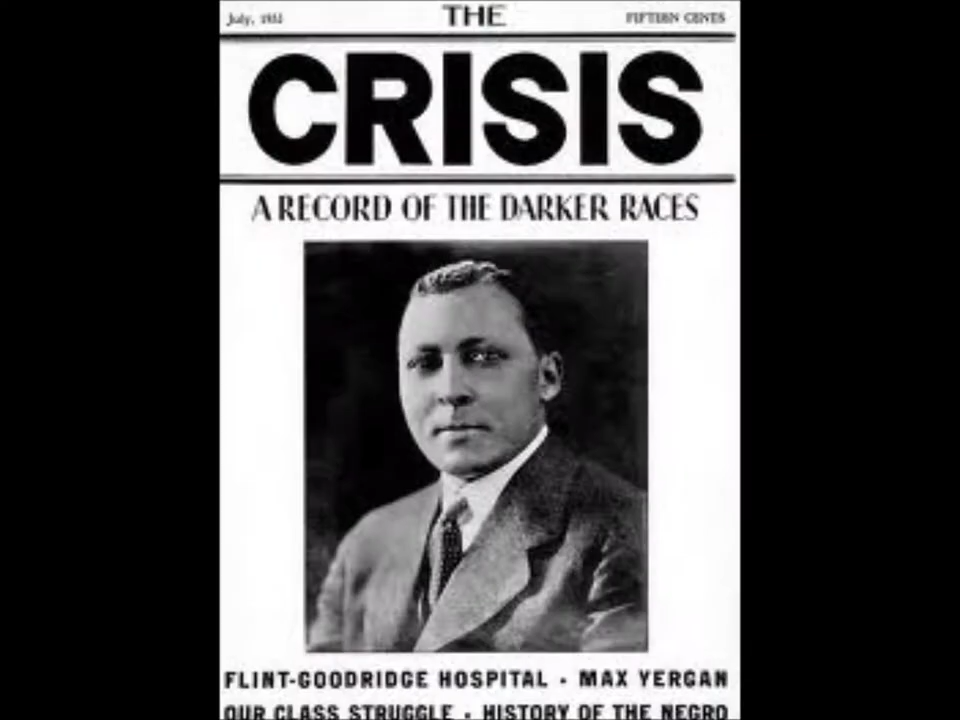 July,
FIFTEEN CENTS
THE
CRISIS
A RECORD OF THE DARKER RACES
FLINT-GOODRIDGE HOSPITAL · MAX YERGAN
OUR CLASS STRUGGLE · HISTORY OF THE NEGRO